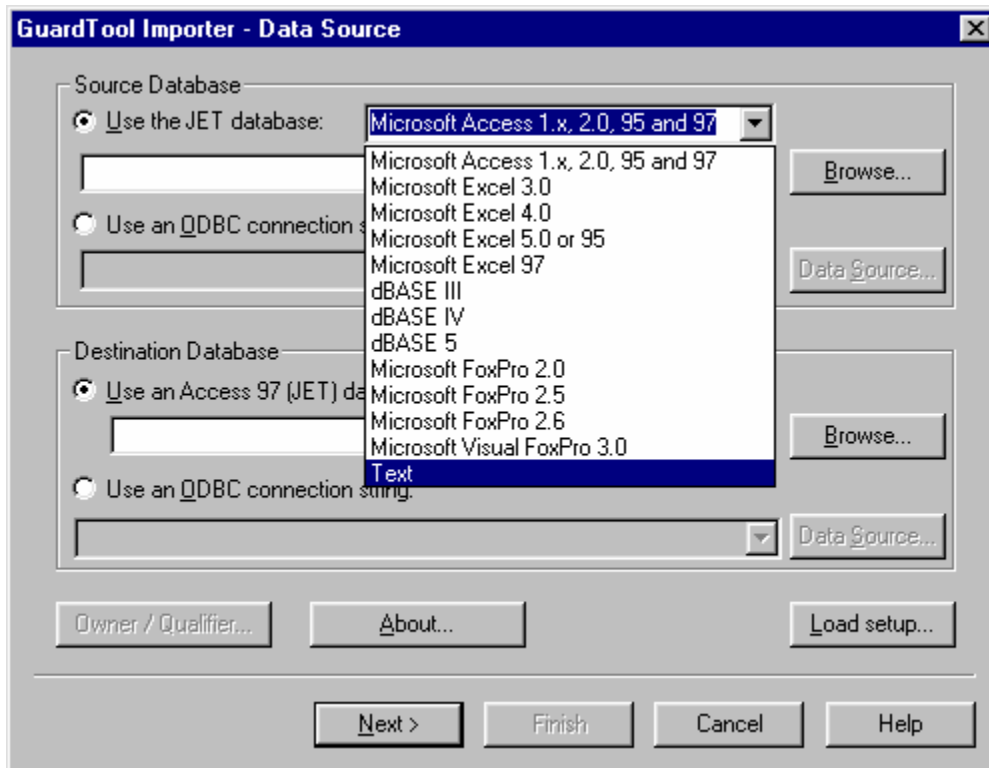 GuardTool Importer - Data Source
Source Database
Use the JET database:
Microsoft Access 1.x, 2.0, 95 and 97
Microsoft Access 1.x, 2.0, 95 and 97
Microsoft Excel 3.0
Microsoft Excel 4.0
Microsoft Excel 5.0 or 95
Microsoft Excel 97
dBASE III
dBASE IV
dBASE 5
Microsoft FoxPro 2.0
Microsoft FoxPro 2.5
Microsoft FoxPro 2.6
Microsoft Visual FoxPro 3.0
Text
Browse...
Use an ODBC connection s
Data Source...
Destination Database
Use an Access 97 (JET) da
Browse...
Use an ODBC connection string:
Data Source...
Owner / Qualifier...
About...
Load setup...
Next >
Finish
Cancel
Help